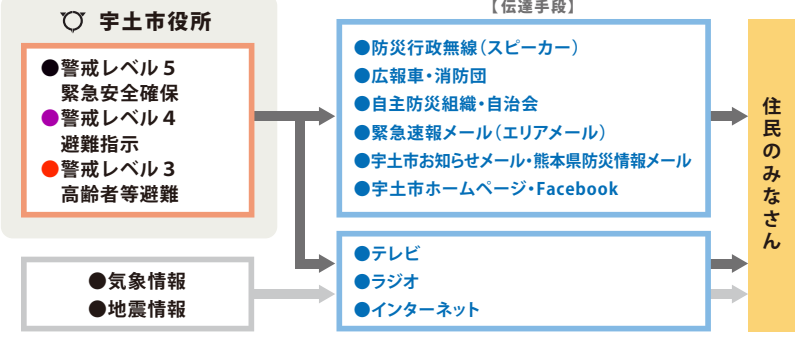 【伝達手段】
宇土市役所
●警戒レベル5
緊急安全確保
●警戒レベル4
避難指示
●警戒レベル3
高齢者等避難
●気象情報
●地震情報
●防災行政無線(スピーカー)
●広報車・消防団
●自主防災組織・自治会
●緊急速報メール(エリアメール)
●宇土市お知らせメール・熊本県防災情報メール
●宇土市ホームページ・Facebook
●テレビ
●ラジオ
●インターネット
住民のみなさん